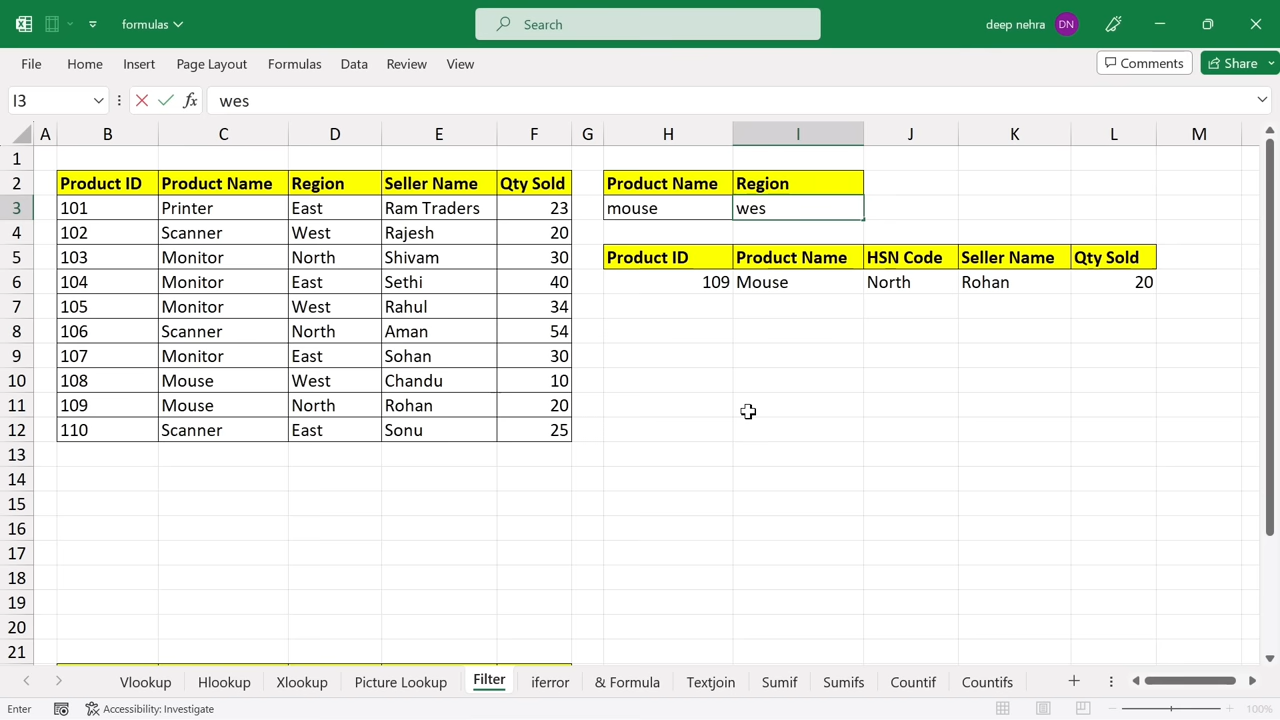 formulas
Search
deep nehra DN
File Home Insert Page Layout Formulas Data Review View
Comments Share
I3 fx wes
A B C D E F G H I J K L M
1
2 Product ID Product Name Region Seller Name Qty Sold Product Name Region
3 101 Printer East Ram Traders 23 mouse wes
4 102 Scanner West Rajesh 20
5 103 Monitor North Shivam 30 Product ID Product Name HSN Code Seller Name Qty Sold
6 104 Monitor East Sethi 40 109 Mouse North Rohan 20
7 105 Monitor West Rahul 34
8 106 Scanner North Aman 54
9 107 Monitor East Sohan 30
10 108 Mouse West Chandu 10
11 109 Mouse North Rohan 20
12 110 Scanner East Sonu 25
13
14
15
16
17
18
19
20
21
Vlookup Hlookup Xlookup Picture Lookup Filter iferror & Formula Textjoin Sumif Sumifs Countif Countifs
Enter Accessibility: Investigate 100%